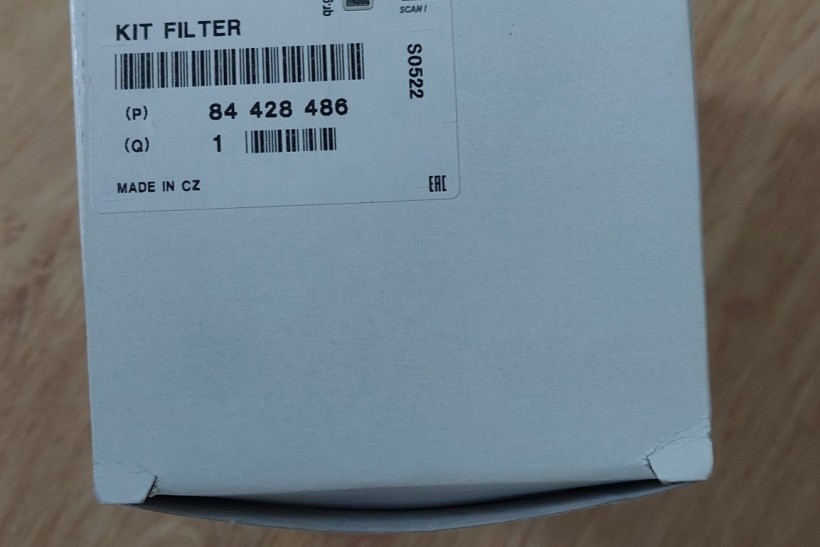 SCAN !
KIT FILTER
S0522
(P) 84 428 486
(Q) 1
MADE IN CZ
EAC